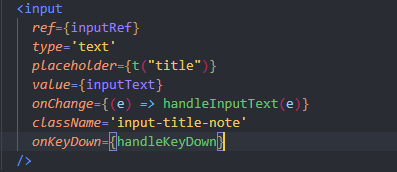 <input
ref={inputRef}
type='text'
placeholder={t("title")}
value={inputText}
onChange={(e) => handleInputText(e)}
className='input-title-note'
onKeyDown={handleKeyDown}
/>